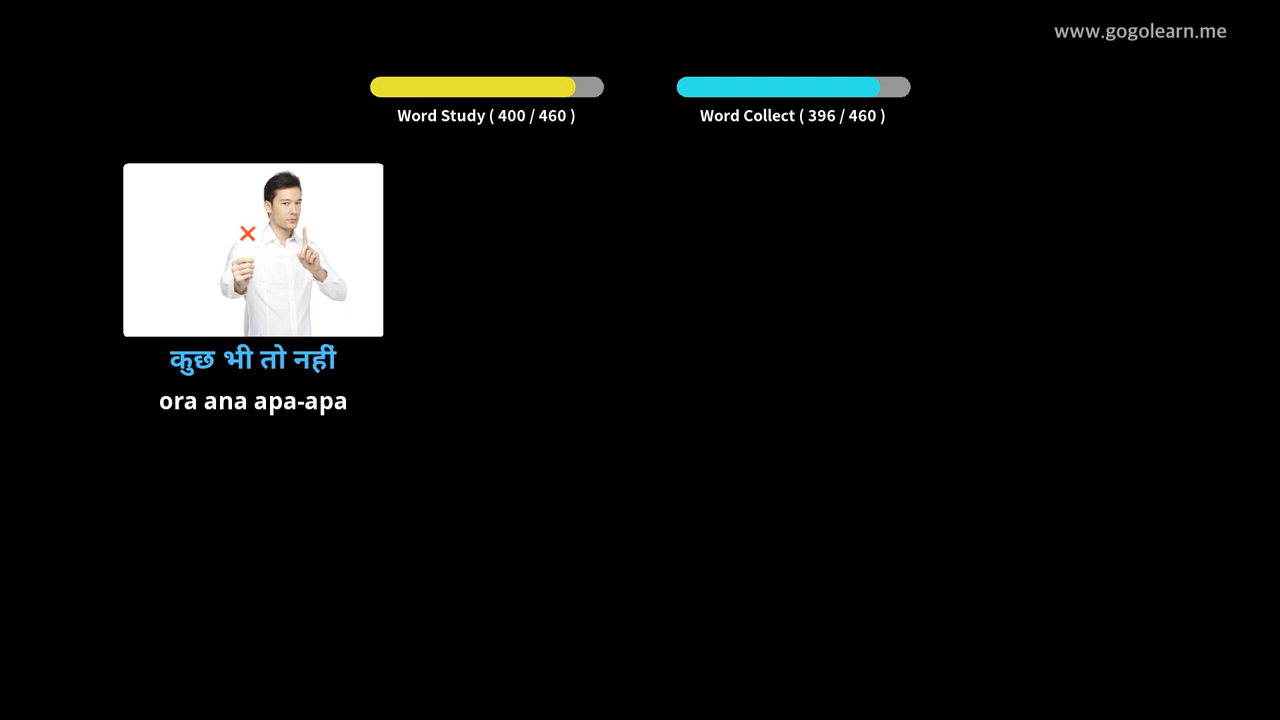 www.gogolearn.me
Word Study ( 400 / 460 )
Word Collect ( 396 / 460 )
कुछ भी तो नहीं
ora ana apa-apa